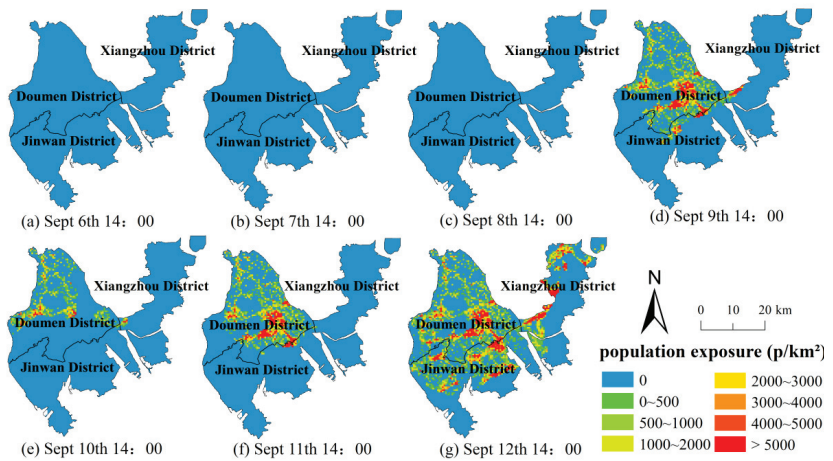 Xiangzhou District
Doumen District
Jinwan District
(a) Sept 6th 14：00
Xiangzhou District
Doumen District
Jinwan District
(b) Sept 7th 14：00
Xiangzhou District
Doumen District
Jinwan District
(c) Sept 8th 14：00
Xiangzhou District
Doumen District
Jinwan District
(d) Sept 9th 14：00
Xiangzhou District
Doumen District
Jinwan District
(e) Sept 10th 14：00
Xiangzhou District
Doumen District
Jinwan District
(f) Sept 11th 14：00
Xiangzhou District
Doumen District
Jinwan District
(g) Sept 12th 14：00
N
0 10 20 km
population exposure (p/km²)
0
0~500
500~1000
1000~2000
2000~3000
3000~4000
4000~5000
> 5000